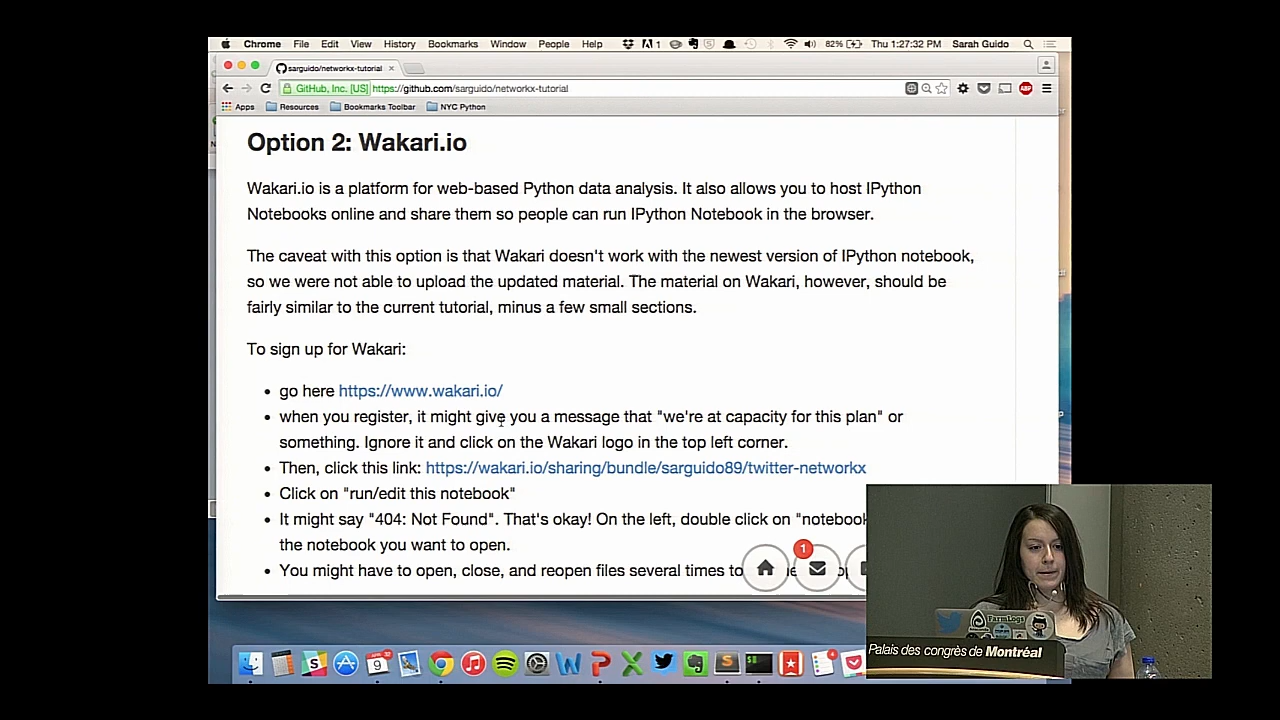 Chrome File Edit View History Bookmarks Window People Help 1 82% Thu 1:27:32 PM Sarah Guido
sarguido/networkx-tutorial
GitHub, Inc. [US] https://github.com/sarguido/networkx-tutorial
Apps Resources Bookmarks Toolbar NYC Python
Option 2: Wakari.io
Wakari.io is a platform for web-based Python data analysis. It also allows you to host IPython
Notebooks online and share them so people can run IPython Notebook in the browser.
The caveat with this option is that Wakari doesn't work with the newest version of IPython notebook,
so we were not able to upload the updated material. The material on Wakari, however, should be
fairly similar to the current tutorial, minus a few small sections.
To sign up for Wakari:
go here https://www.wakari.io/
when you register, it might give you a message that "we're at capacity for this plan" or
something. Ignore it and click on the Wakari logo in the top left corner.
Then, click this link: https://wakari.io/sharing/bundle/sarguido89/twitter-networkx
Click on "run/edit this notebook"
It might say "404: Not Found". That's okay! On the left, double click on "notebook
the notebook you want to open.
You might have to open, close, and reopen files several times to
1
9
4
FarmLogs
Palais des congrès de Montréal